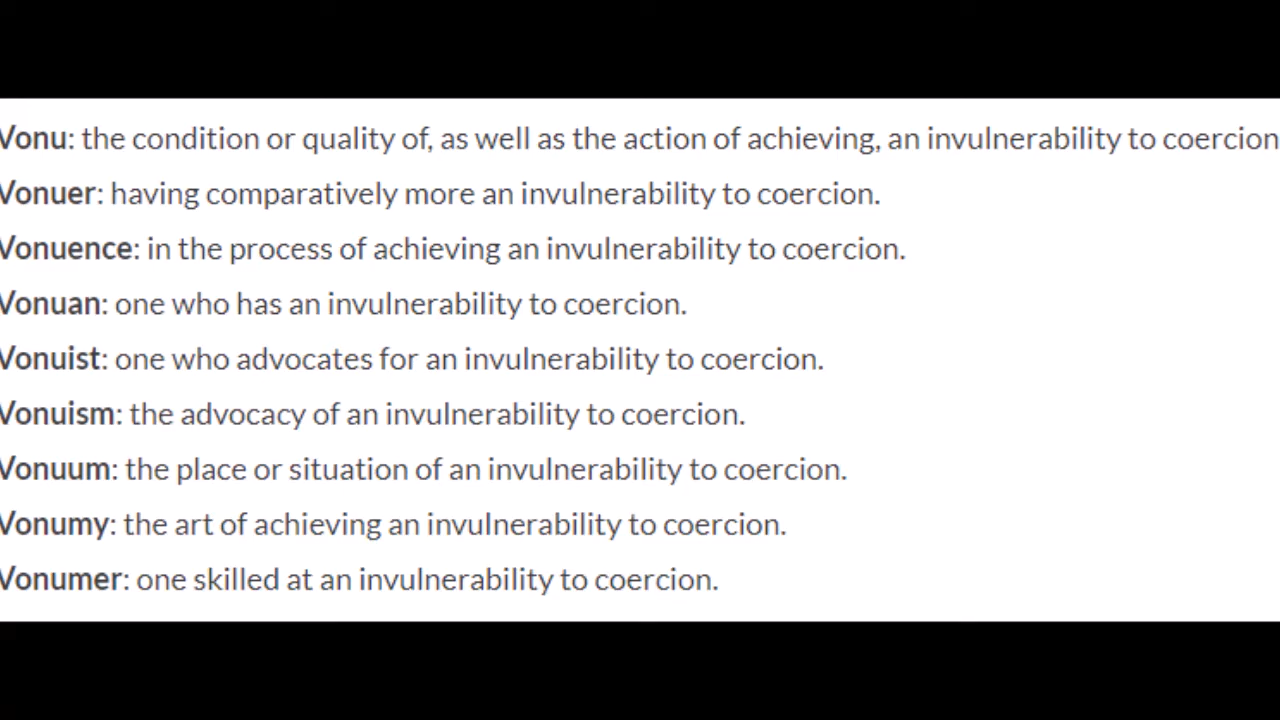 Vonu: the condition or quality of, as well as the action of achieving, an invulnerability to coercion
Vonuer: having comparatively more an invulnerability to coercion.
Vonuence: in the process of achieving an invulnerability to coercion.
Vonuan: one who has an invulnerability to coercion.
Vonuist: one who advocates for an invulnerability to coercion.
Vonuism: the advocacy of an invulnerability to coercion.
Vonuum: the place or situation of an invulnerability to coercion.
Vonumy: the art of achieving an invulnerability to coercion.
Vonumer: one skilled at an invulnerability to coercion.